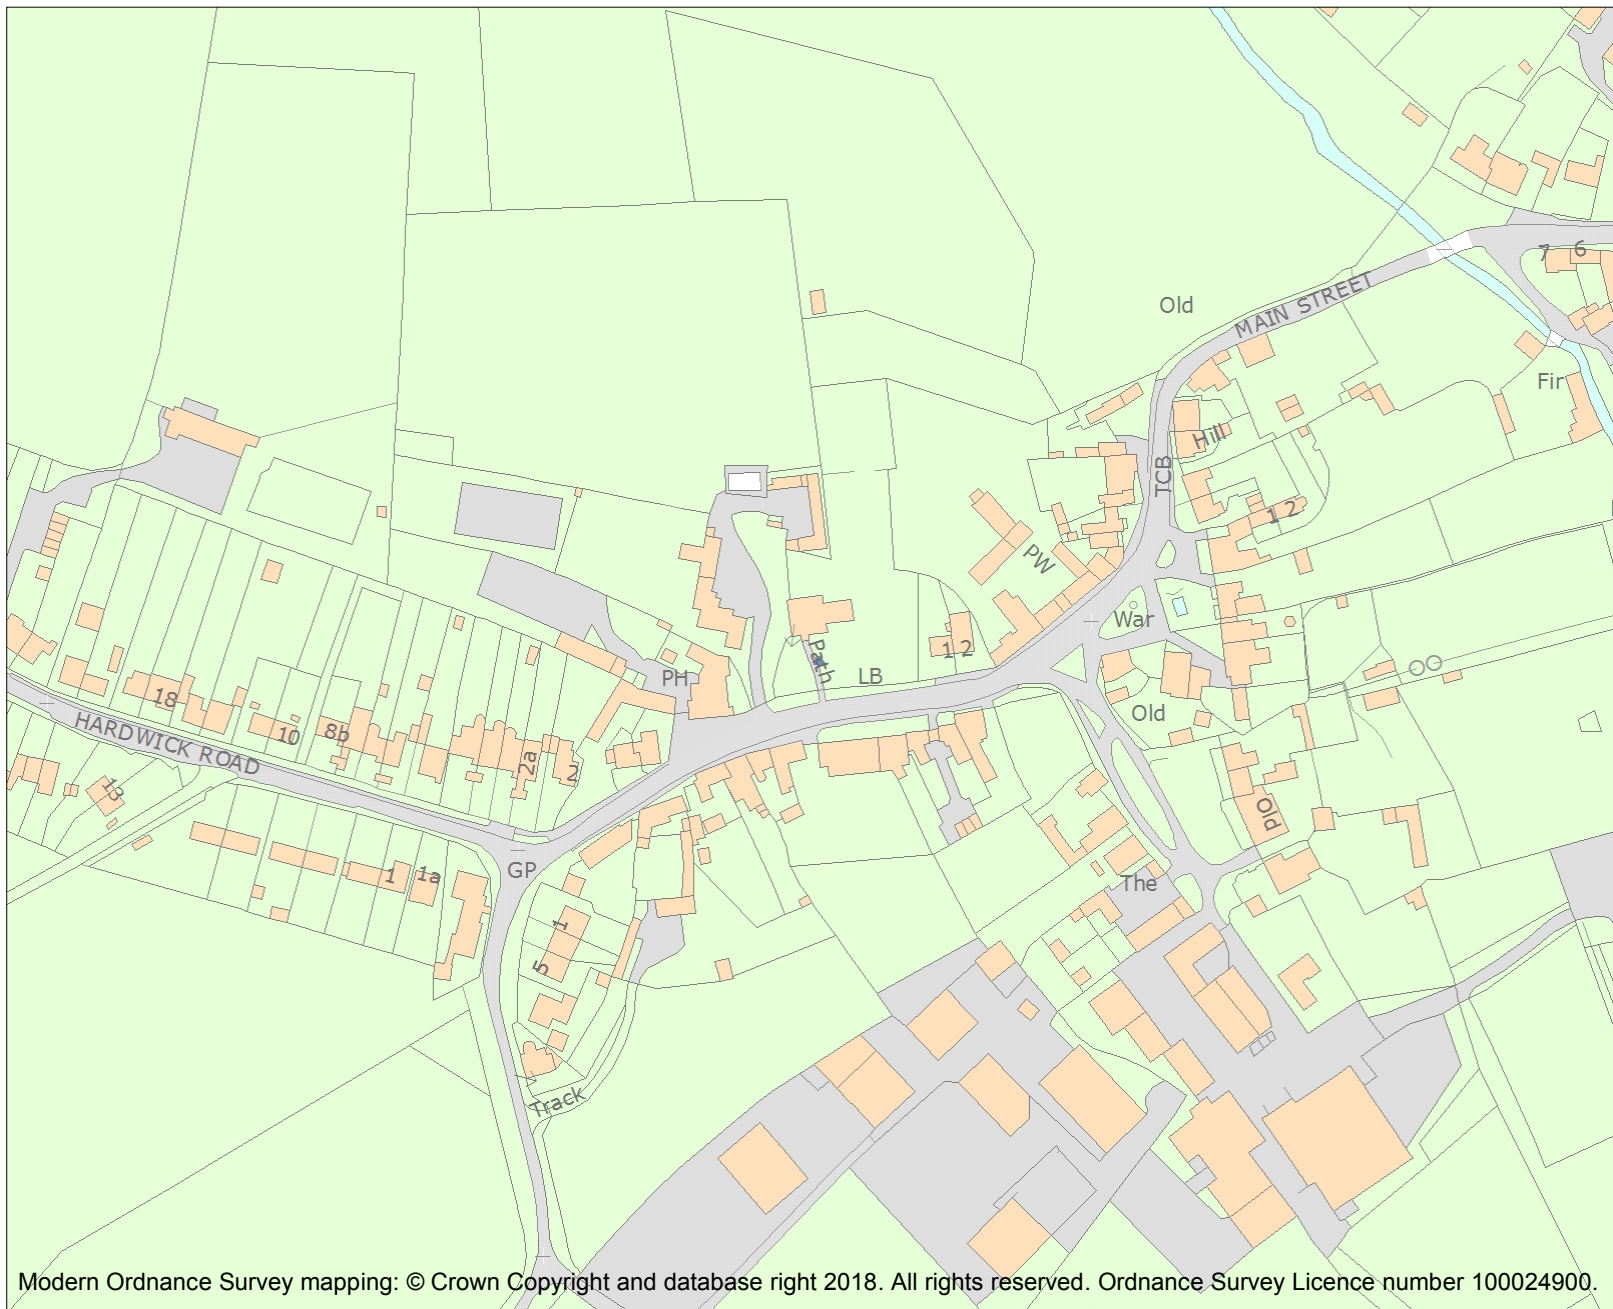 7 6
Old
MAIN STREET
Fir
Hill
TCB
1 2
PW
War
Path
1 2
LB
PH
Old
18
HARDWICK ROAD
10
8b
2a
2
13
Old
GP
1
1a
The
1
5
Track
Modern Ordnance Survey mapping: © Crown Copyright and database right 2018. All rights reserved. Ordnance Survey Licence number 100024900.